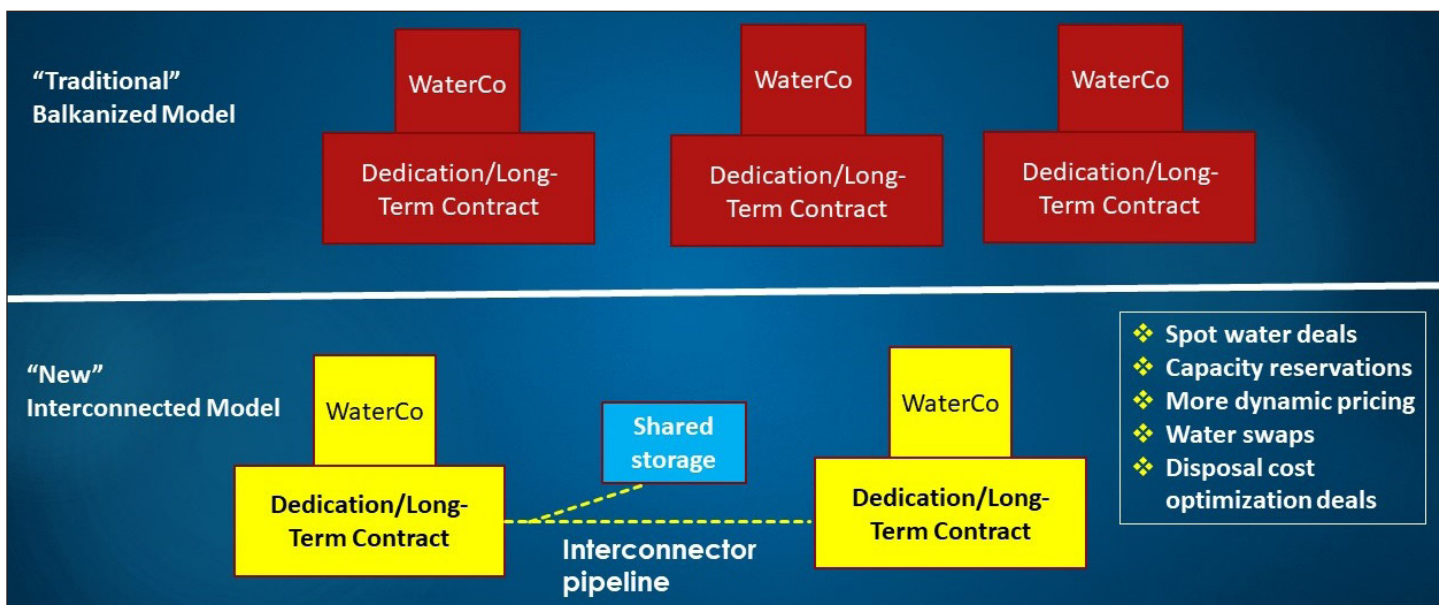 “Traditional”
Balkanized Model
WaterCo
Dedication/Long-
Term Contract
WaterCo
Dedication/Long-
Term Contract
WaterCo
Dedication/Long-
Term Contract
“New”
Interconnected Model
WaterCo
Dedication/Long-
Term Contract
Shared
storage
Interconnector
pipeline
WaterCo
Dedication/Long-
Term Contract
❖ Spot water deals
❖ Capacity reservations
❖ More dynamic pricing
❖ Water swaps
❖ Disposal cost
optimization deals